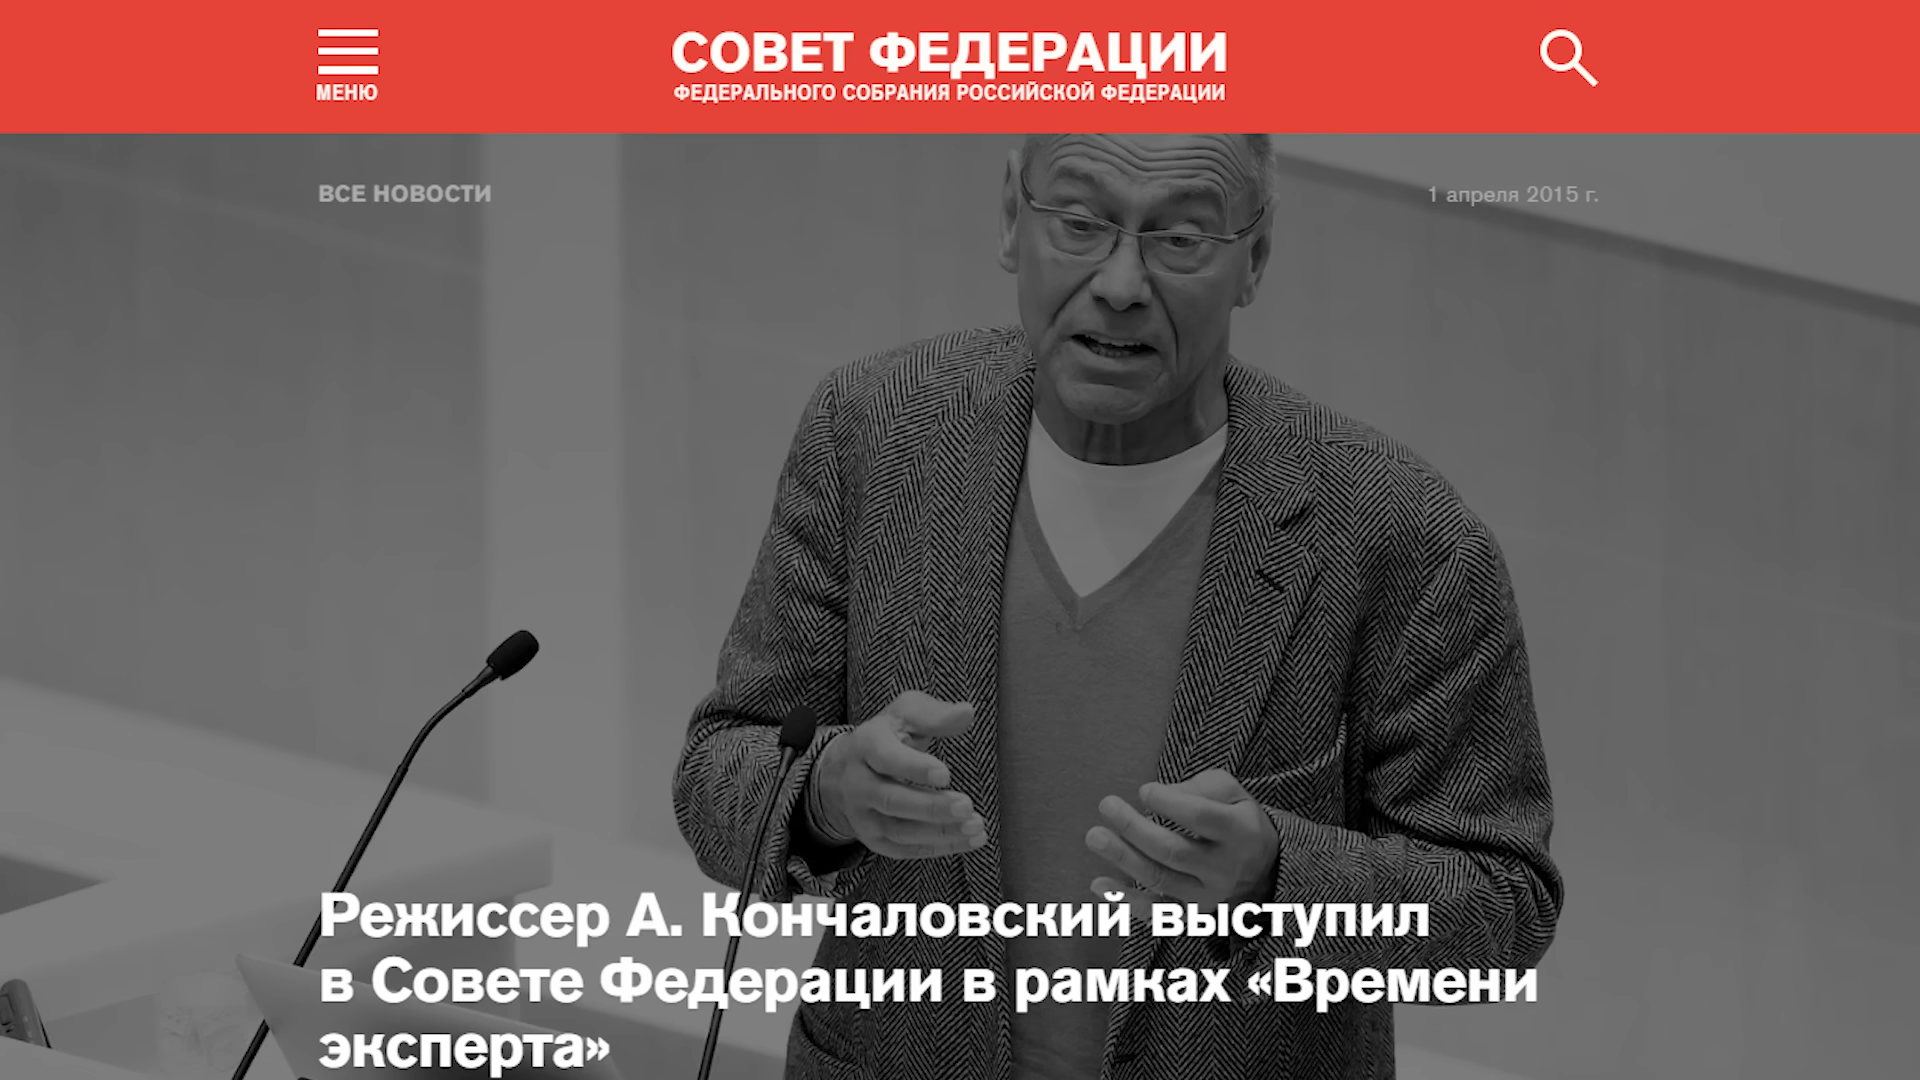 СОВЕТ ФЕДЕРАЦИИ
МЕНЮ
ФЕДЕРАЛЬНОГО СОБРАНИЯ РОССИЙСКОЙ ФЕДЕРАЦИИ
ВСЕ НОВОСТИ
1 апреля 2015 г.
Режиссер А. Кончаловский выступил
в Совете Федерации в рамках «Времени
эксперта»